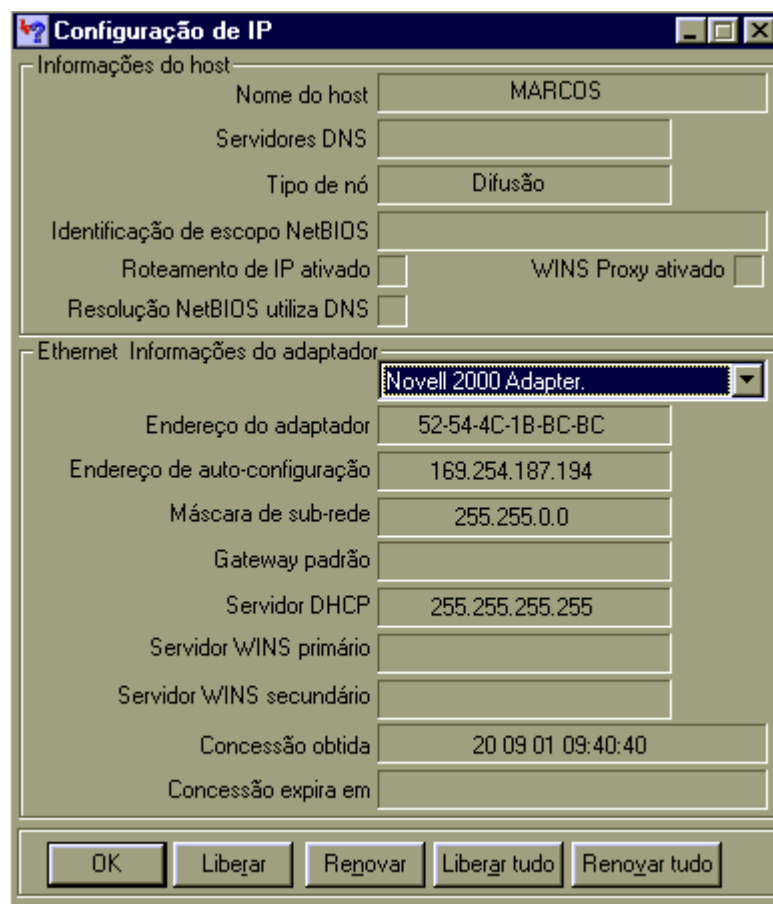 Configuração de IP
Informações do host
Nome do host MARCOS
Servidores DNS
Tipo de nó Difusão
Identificação de escopo NetBIOS
Roteamento de IP ativado WINS Proxy ativado
Resolução NetBIOS utiliza DNS
Ethernet Informações do adaptador
Novell 2000 Adapter.
Endereço do adaptador 52-54-4C-1B-BC-BC
Endereço de auto-configuração 169.254.187.194
Máscara de sub-rede 255.255.0.0
Gateway padrão
Servidor DHCP 255.255.255.255
Servidor WINS primário
Servidor WINS secundário
Concessão obtida 20 09 01 09:40:40
Concessão expira em
OK Liberar Renovar Liberar tudo Renovar tudo